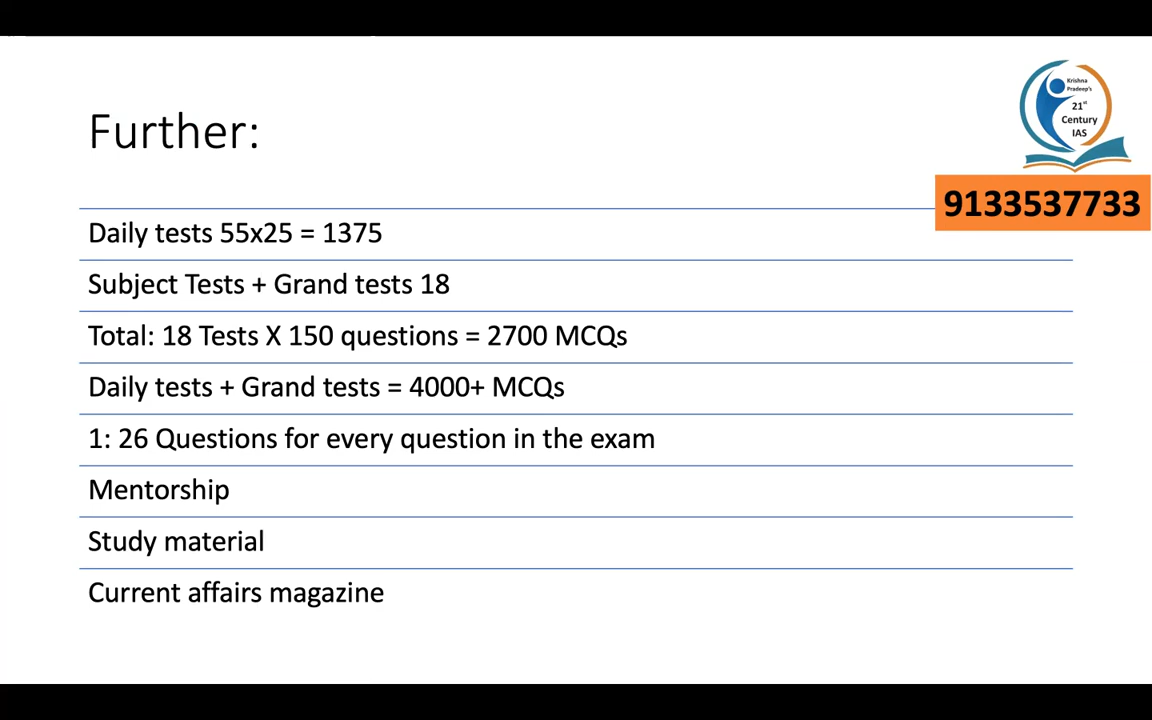 Further:
Krishna
Pradeep's
21st
Century
IAS
9133537733
Daily tests 55x25 = 1375
Subject Tests + Grand tests 18
Total: 18 Tests X 150 questions = 2700 MCQs
Daily tests + Grand tests = 4000+ MCQs
1: 26 Questions for every question in the exam
Mentorship
Study material
Current affairs magazine